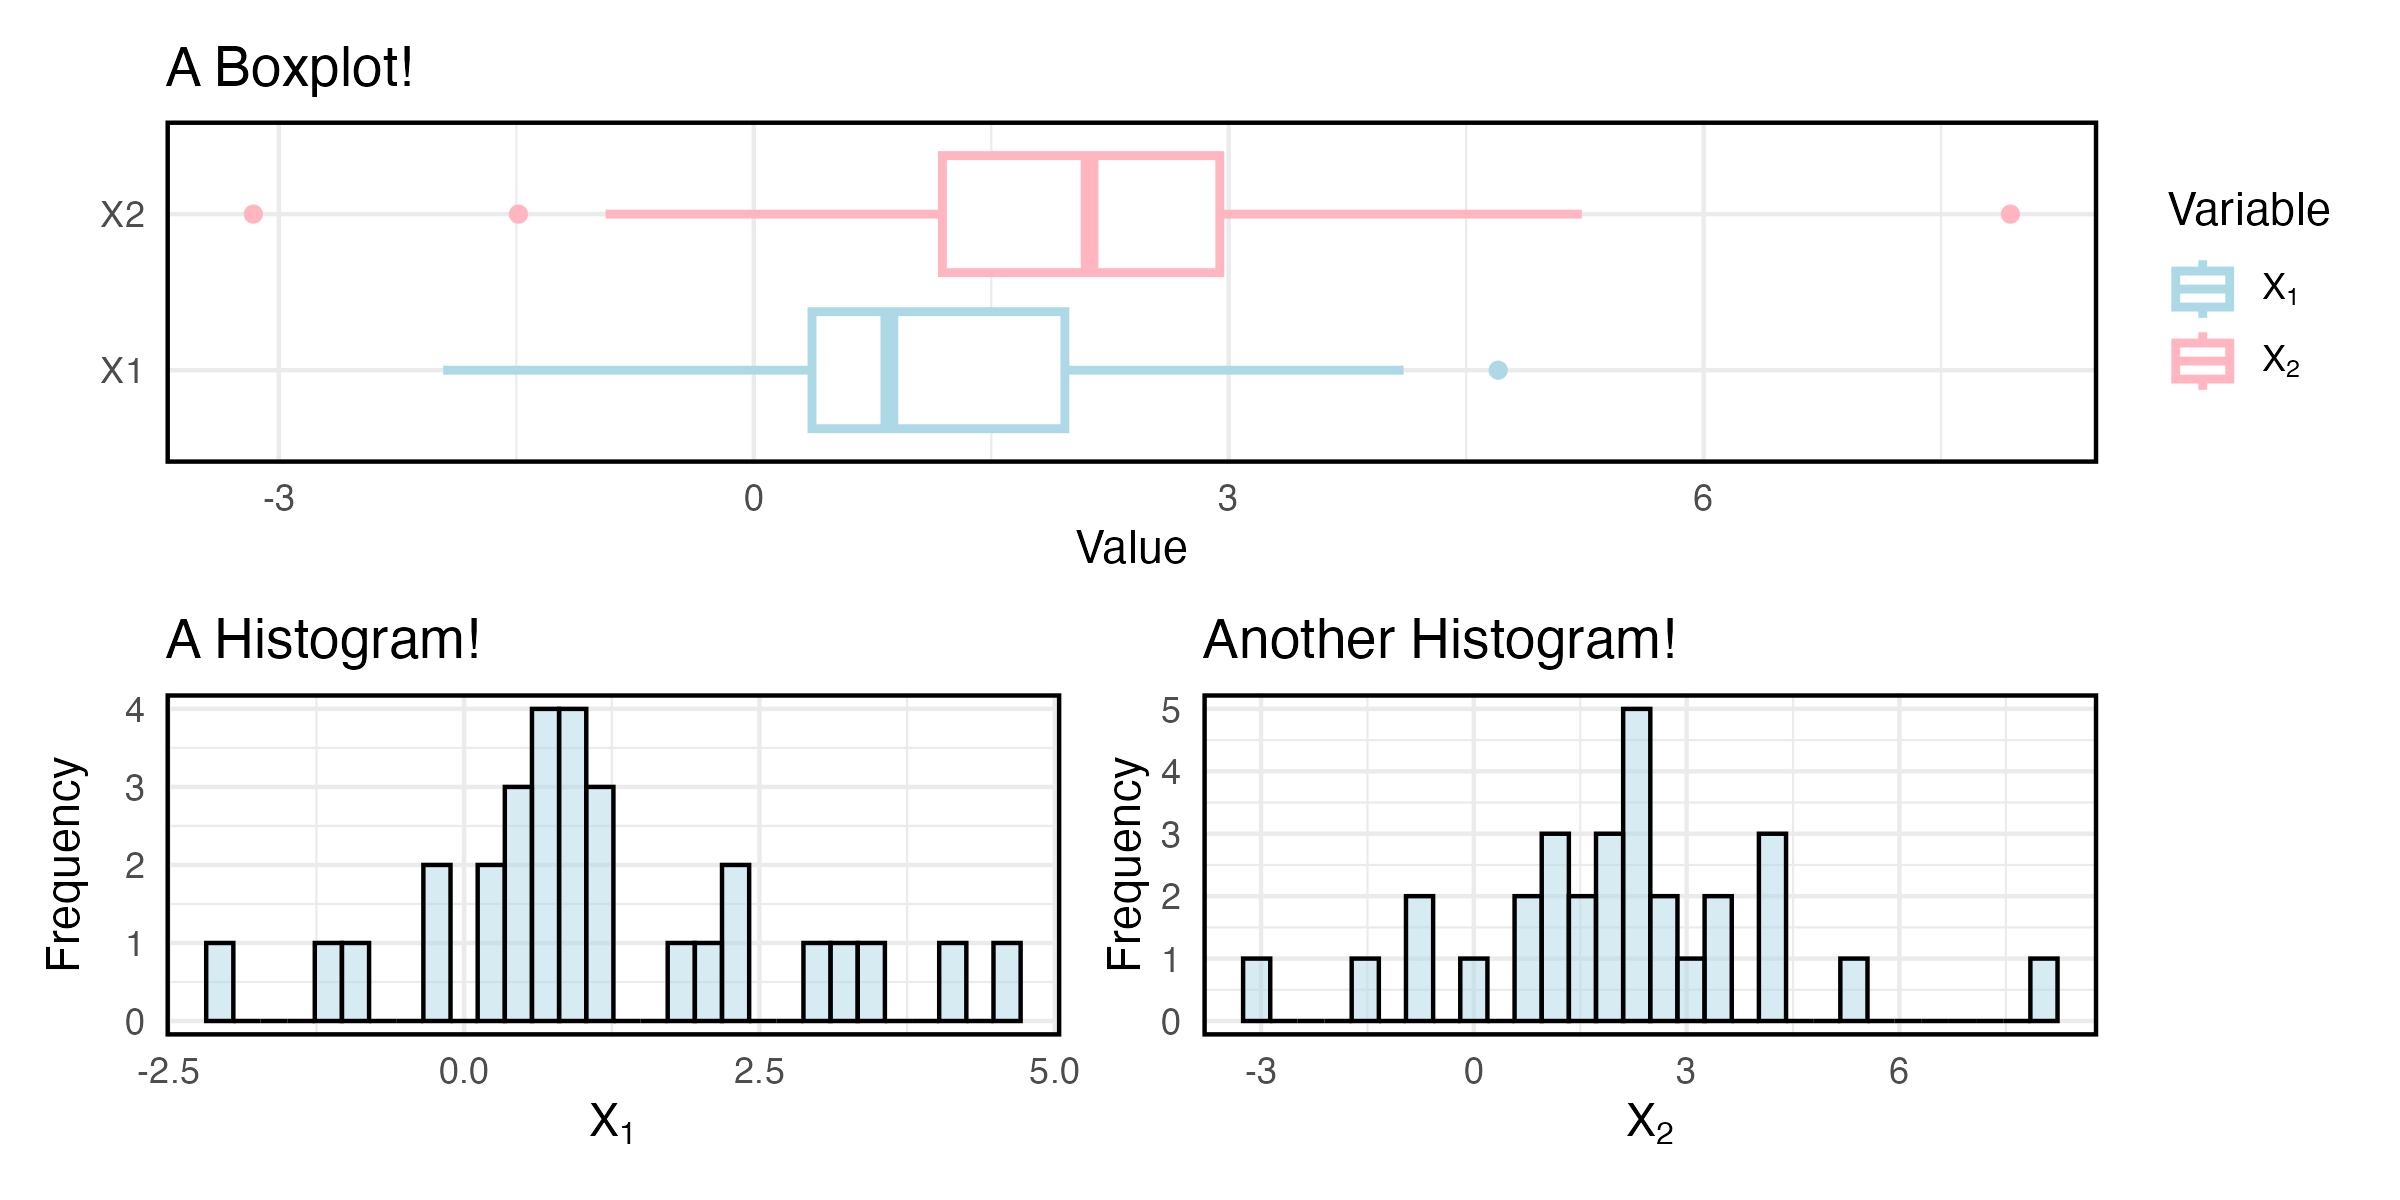 A Boxplot!
X2
X1
-3 0 3 6
Value
Variable
X₁
X₂
A Histogram!
Frequency
4
3
2
1
0
-2.5 0.0 2.5 5.0
X₁
Another Histogram!
Frequency
5
4
3
2
1
0
-3 0 3 6
X₂